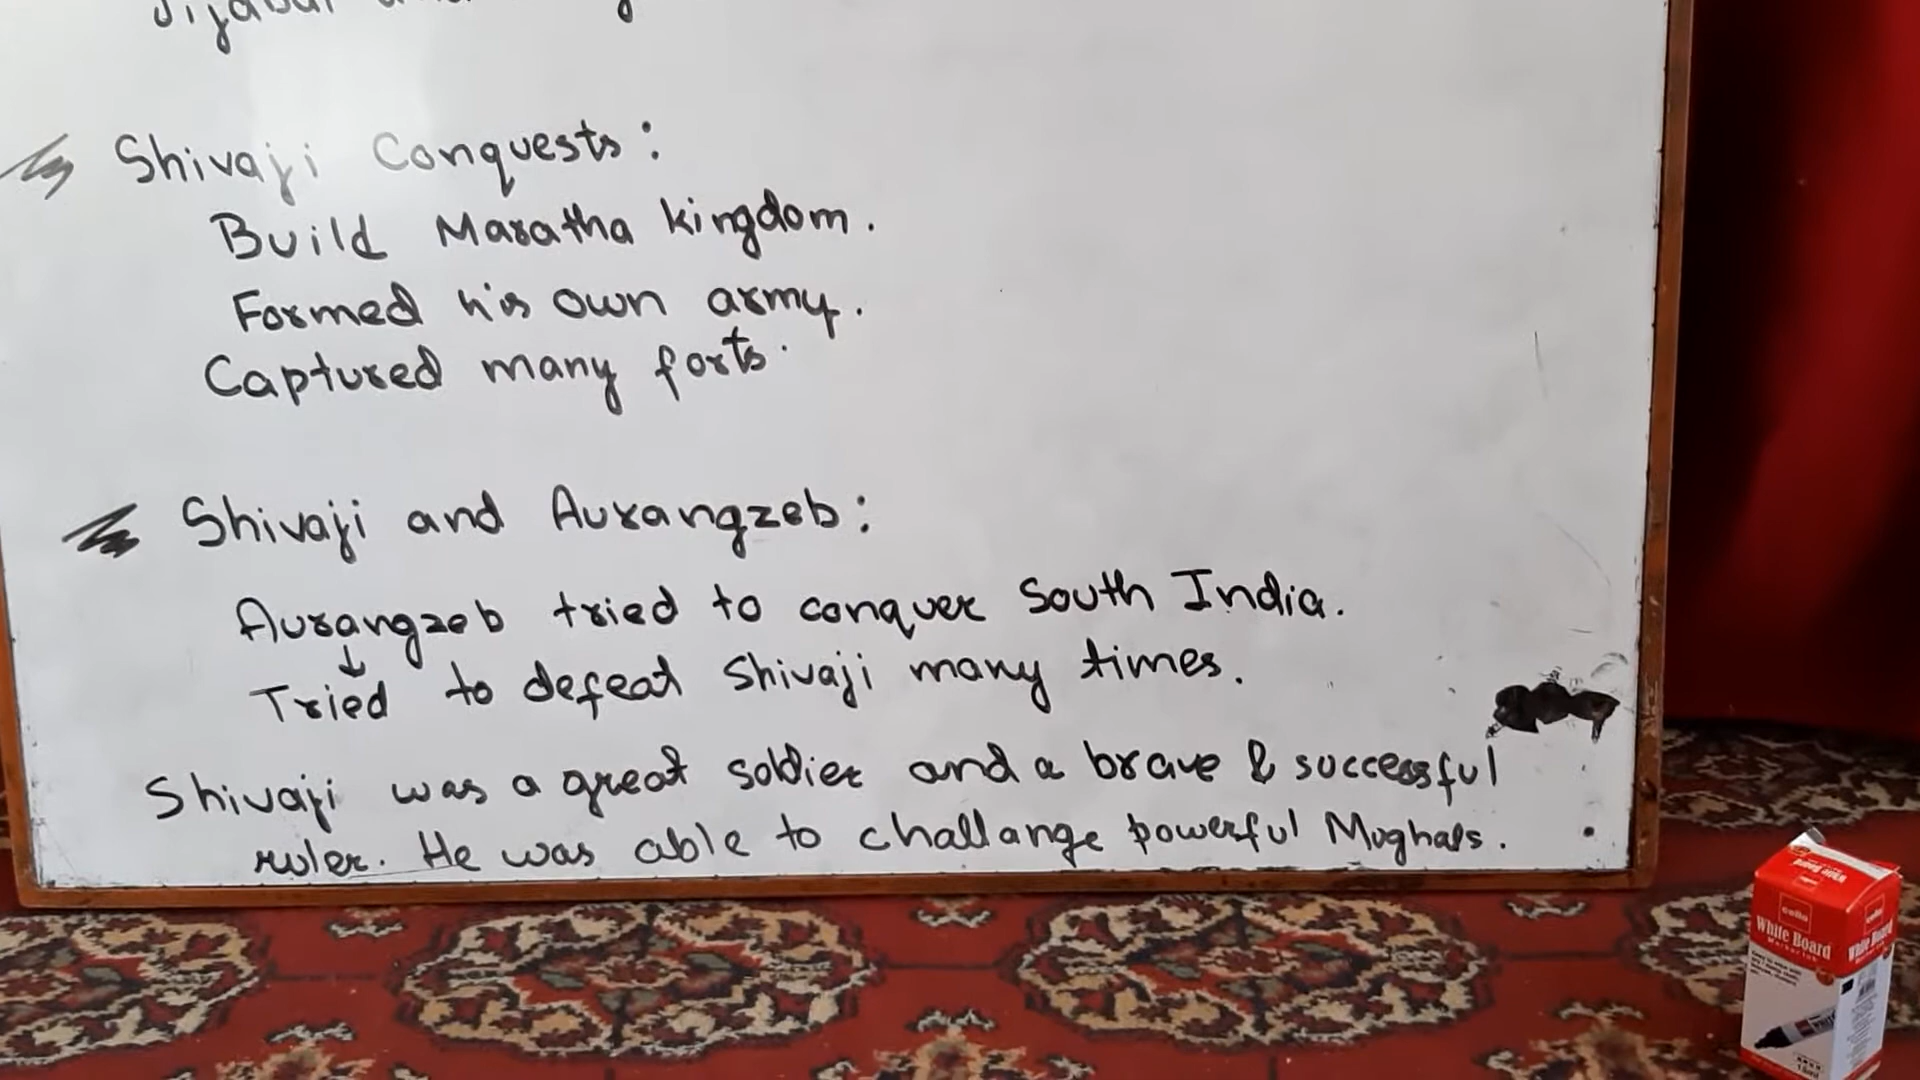 Shivaji Conquests:
Build Maratha kingdom.
Formed his own army.
Captured many forts.
Shivaji and Aurangzeb:
Aurangzeb tried to conquer South India.
↓
Tried to defeat Shivaji many times.
Shivaji was a great soldier and a brave & successful
ruler. He was able to challange powerful Mughals.
cello
White Board